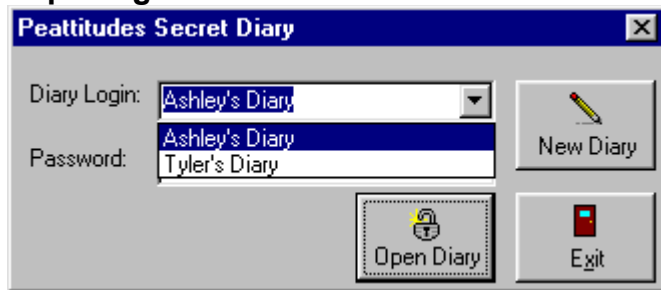 Peattitudes Secret Diary
Diary Login:
Ashley's Diary
Ashley's Diary
Tyler's Diary
Password:
New Diary
Open Diary
Exit